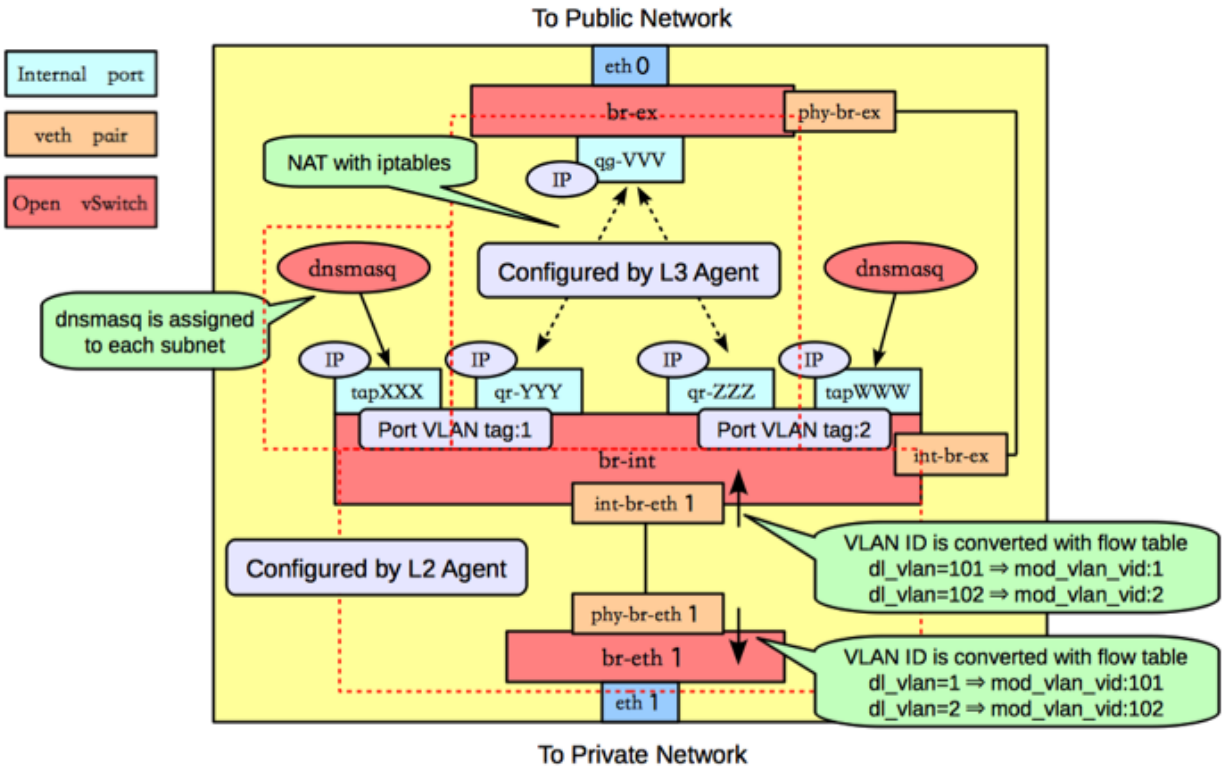 To Public Network
Internal port
veth pair
Open vSwitch
eth 0
br-ex
phy-br-ex
NAT with iptables
qg-VVV
IP
dnsmasq
Configured by L3 Agent
dnsmasq
dnsmasq is assigned
to each subnet
IP
IP
IP
IP
tapXXX
qr-YYY
qr-ZZZ
tapWWW
Port VLAN tag:1
Port VLAN tag:2
br-int
int-br-ex
int-br-eth 1
VLAN ID is converted with flow table
dl_vlan=101 ⇒ mod_vlan_vid:1
dl_vlan=102 ⇒ mod_vlan_vid:2
Configured by L2 Agent
phy-br-eth 1
br-eth 1
VLAN ID is converted with flow table
dl_vlan=1 ⇒ mod_vlan_vid:101
dl_vlan=2 ⇒ mod_vlan_vid:102
eth 1
To Private Network